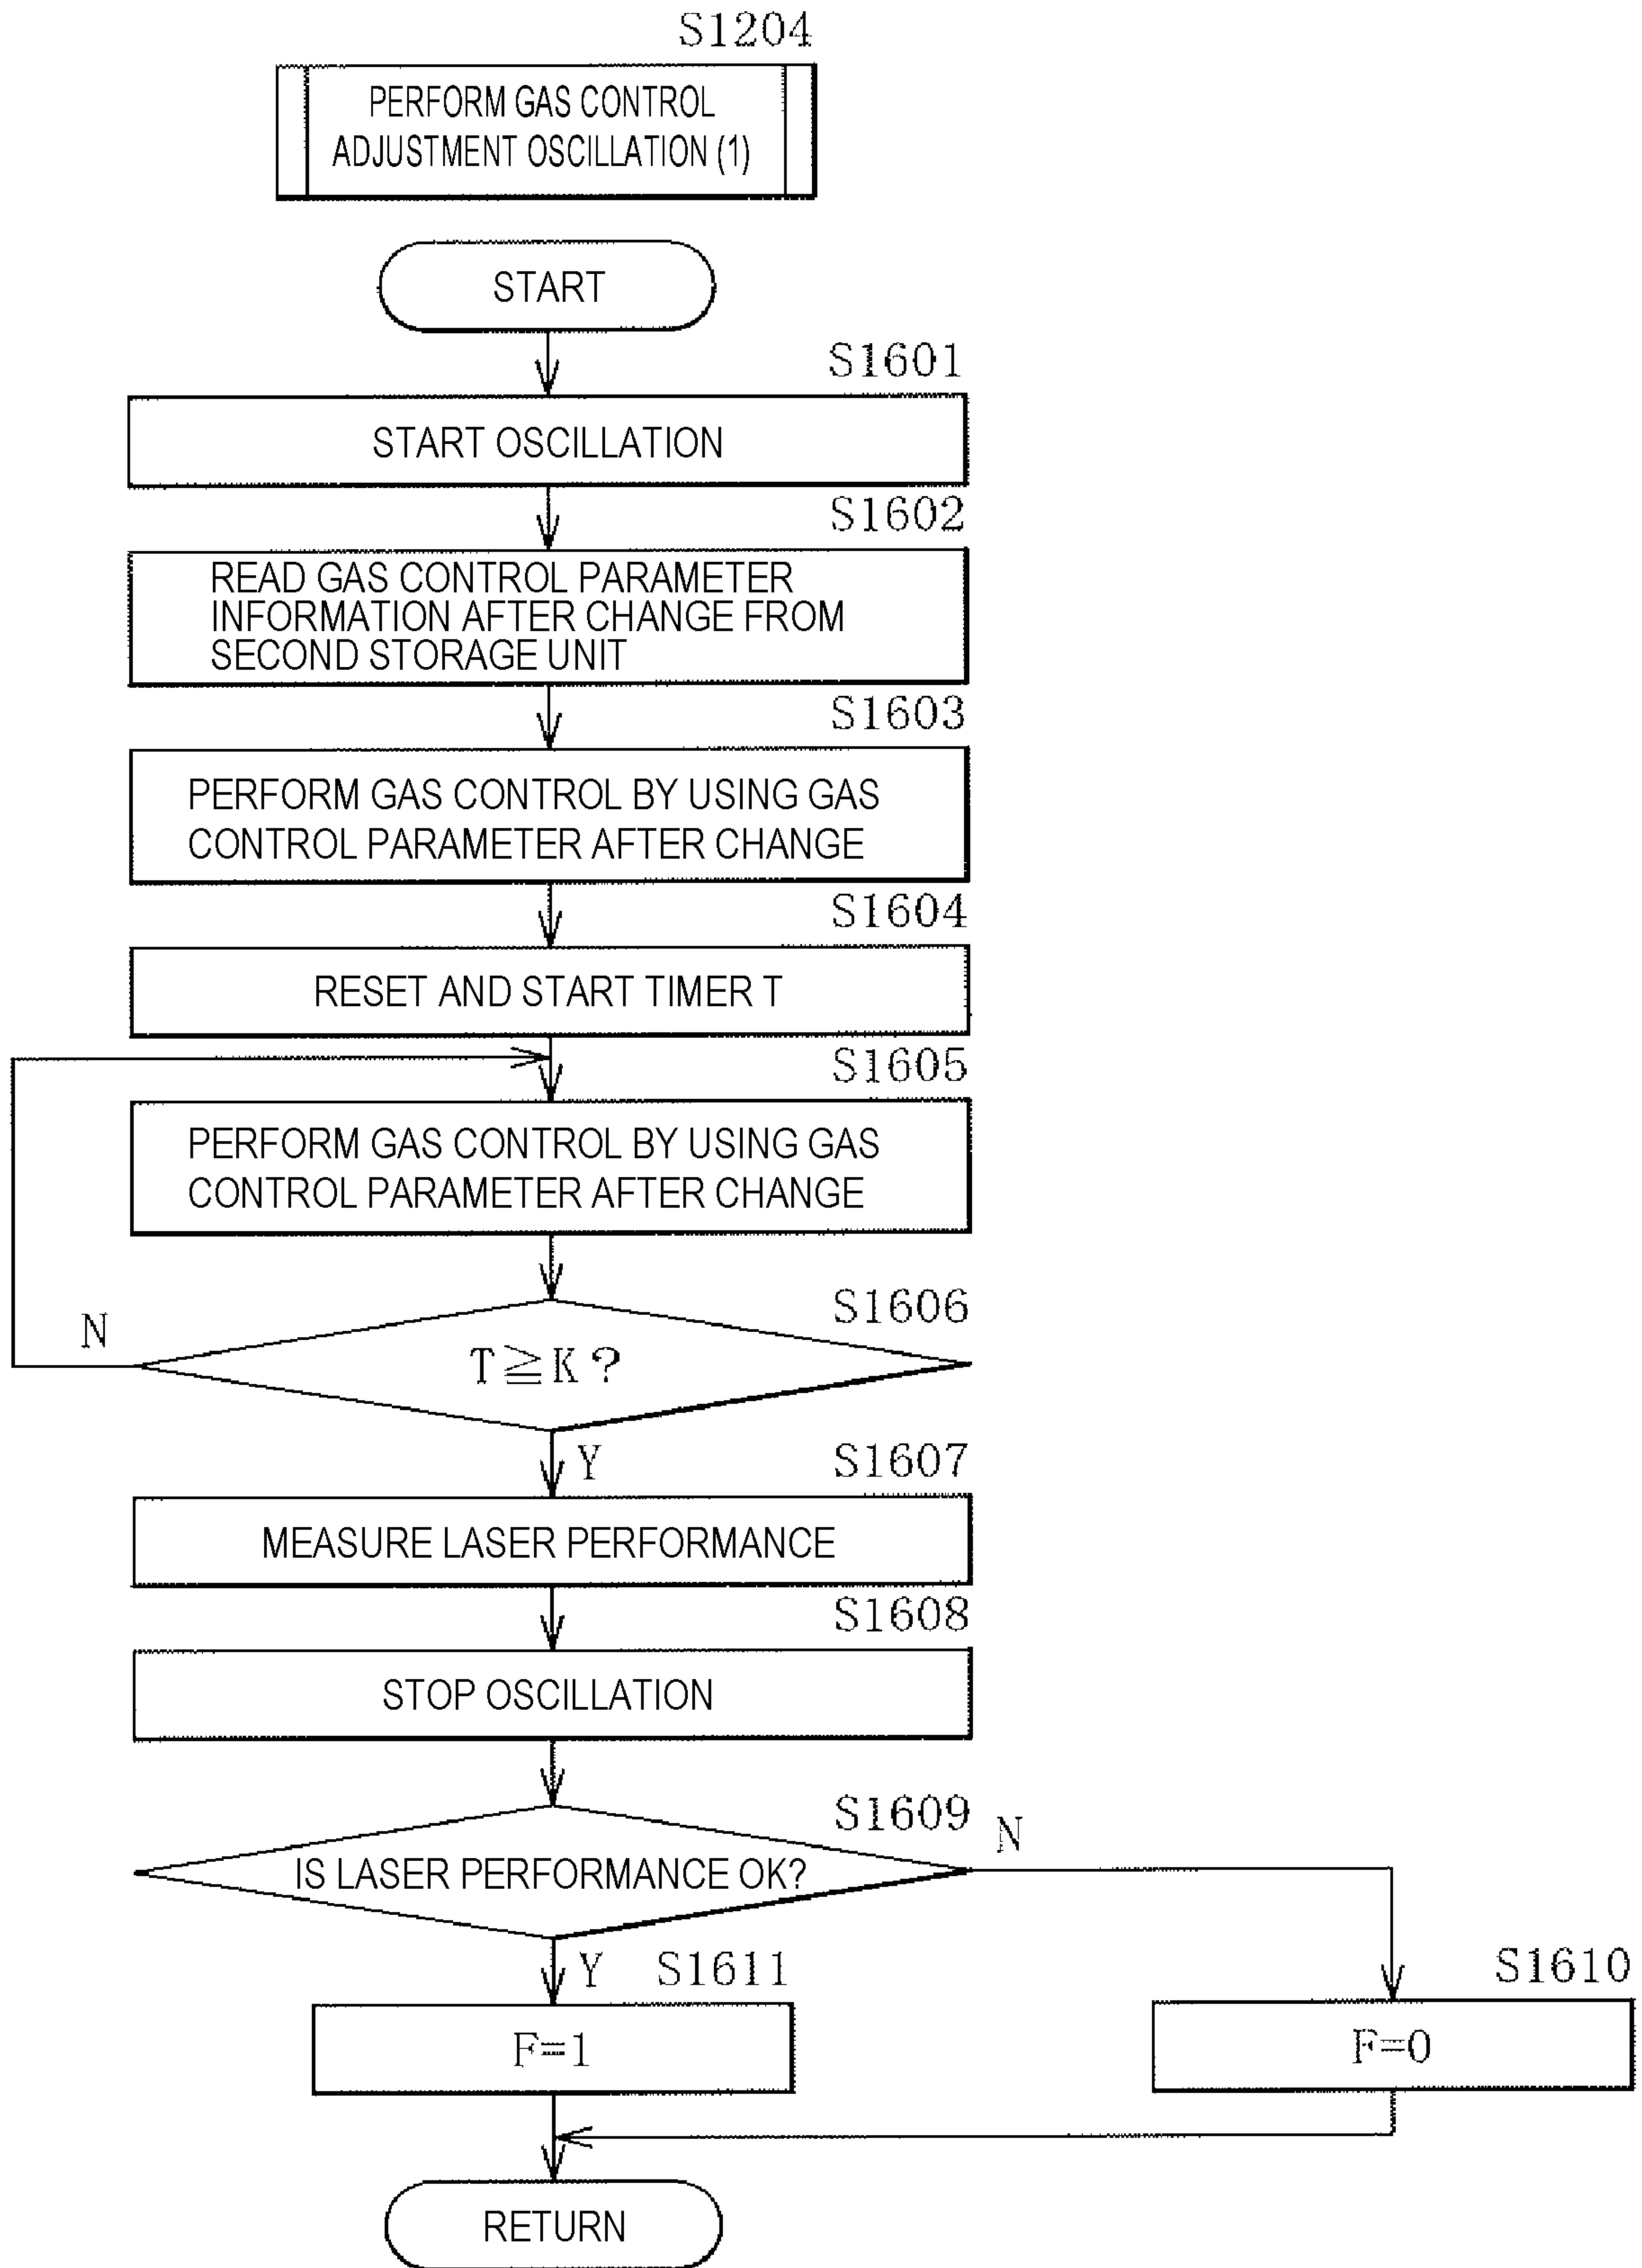 S1204
PERFORM GAS CONTROL
ADJUSTMENT OSCILLATION (1)
START
S1601
START OSCILLATION
S1602
READ GAS CONTROL PARAMETER
INFORMATION AFTER CHANGE FROM
SECOND STORAGE UNIT
S1603
PERFORM GAS CONTROL BY USING GAS
CONTROL PARAMETER AFTER CHANGE
S1604
RESET AND START TIMER T
S1605
PERFORM GAS CONTROL BY USING GAS
CONTROL PARAMETER AFTER CHANGE
S1606
N
T≧K?
Y
S1607
MEASURE LASER PERFORMANCE
S1608
STOP OSCILLATION
S1609
N
IS LASER PERFORMANCE OK?
Y
S1611
S1610
F=1
F=0
RETURN